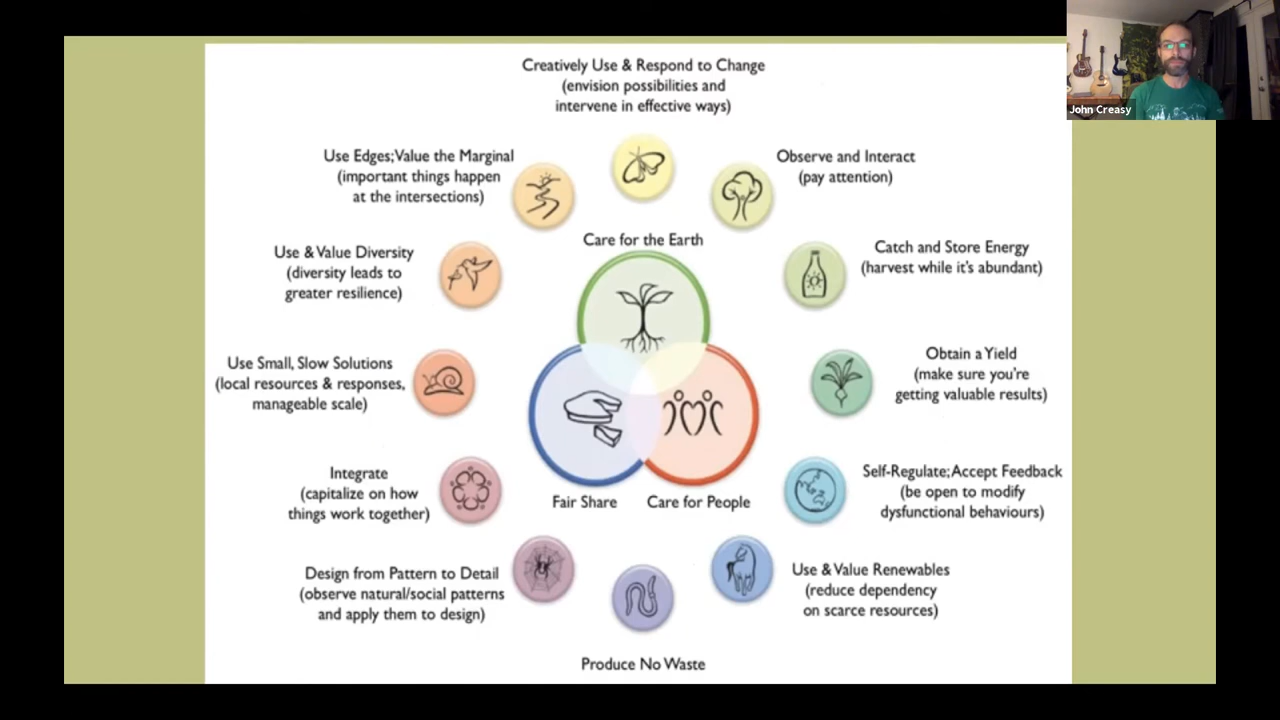 Creatively Use & Respond to Change
(envision possibilities and
intervene in effective ways)
John Creasy
Use Edges; Value the Marginal
(important things happen
at the intersections)
Observe and Interact
(pay attention)
Care for the Earth
Use & Value Diversity
(diversity leads to
greater resilience)
Catch and Store Energy
(harvest while it's abundant)
Use Small, Slow Solutions
(local resources & responses,
manageable scale)
Obtain a Yield
(make sure you're
getting valuable results)
Integrate
(capitalize on how
things work together)
Fair Share
Care for People
Self-Regulate; Accept Feedback
(be open to modify
dysfunctional behaviours)
Design from Pattern to Detail
(observe natural/social patterns
and apply them to design)
Use & Value Renewables
(reduce dependency
on scarce resources)
Produce No Waste